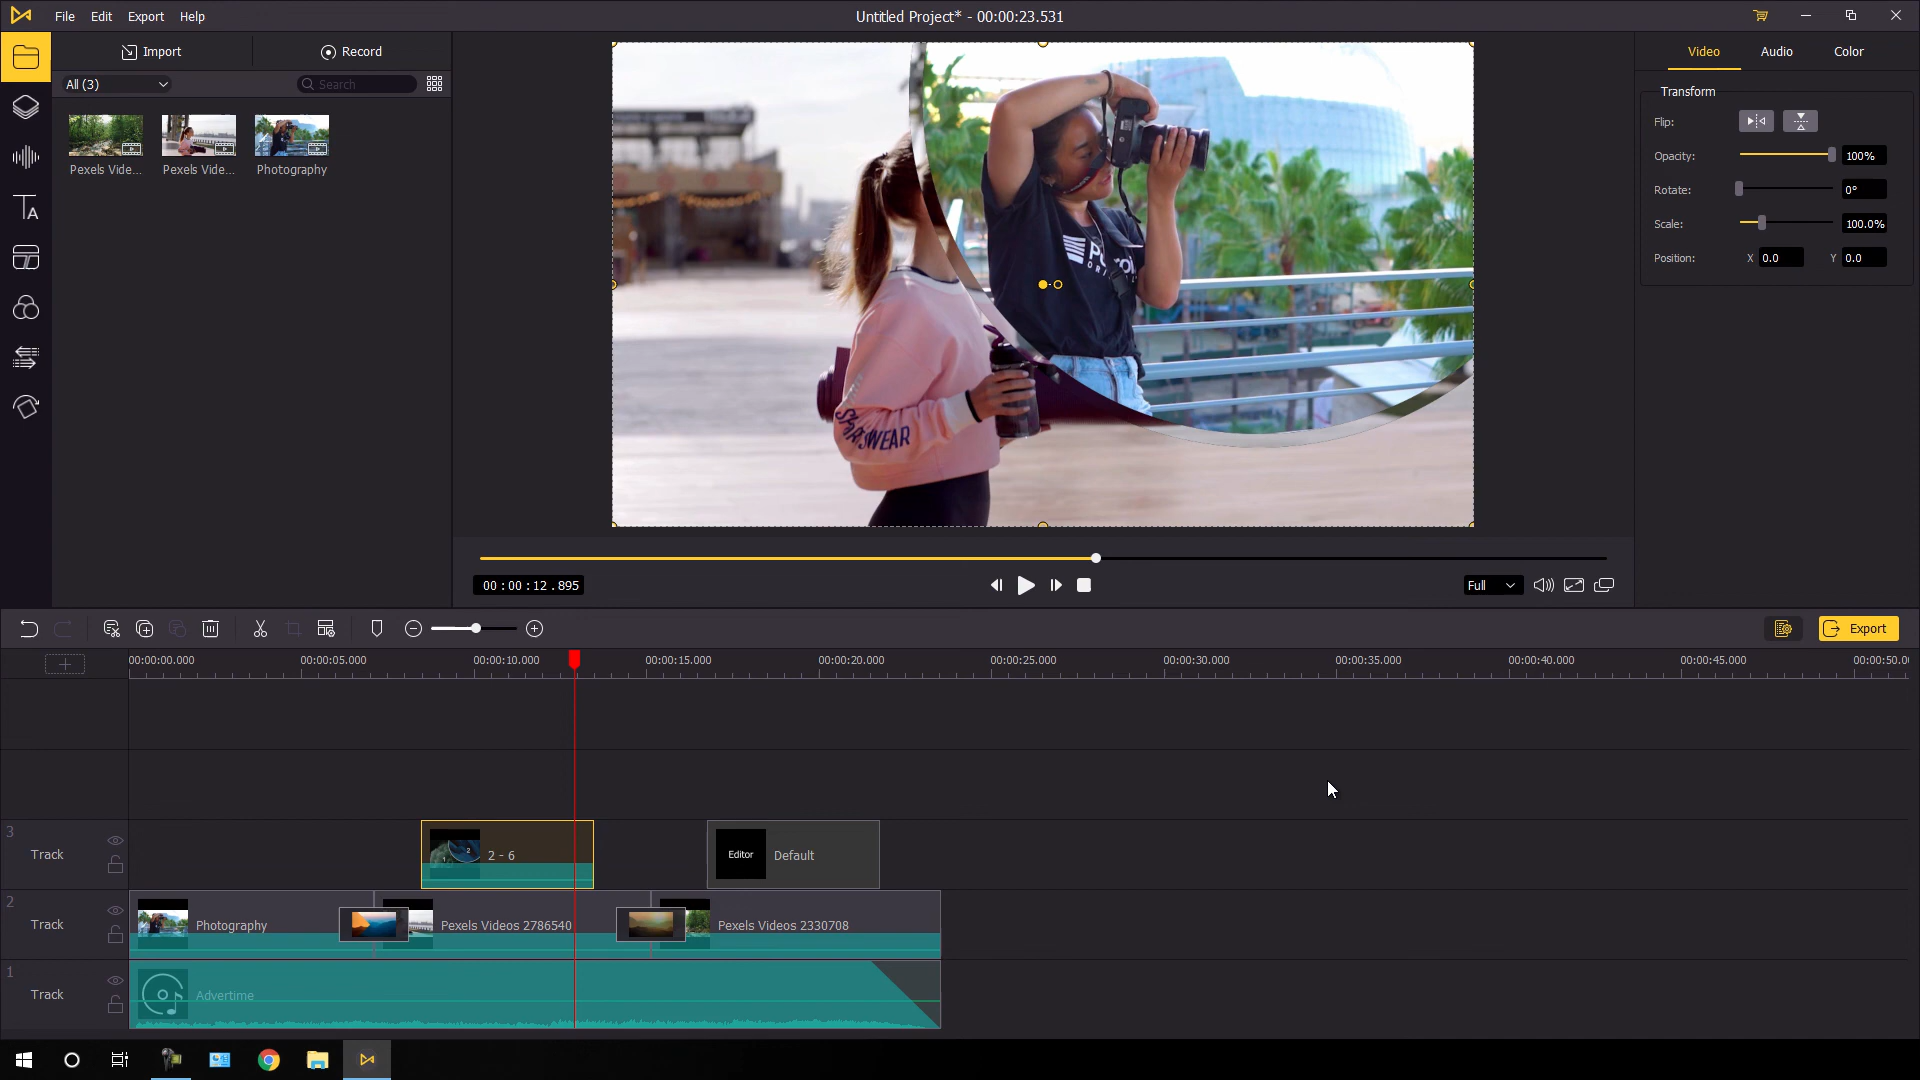 File Edit Export Help
Untitled Project* - 00:00:23.531
Import Record
Video Audio Color
All (3) Search
Pexels Vide... Pexels Vide... Photography
Transform
Flip:
Opacity: 100%
Rotate: 0°
Scale: 100.0%
Position: X 0.0 Y 0.0
00:00:12.895
Full
Export
00:00:00.000 00:00:05.000 00:00:10.000 00:00:15.000 00:00:20.000 00:00:25.000 00:00:30.000 00:00:35.000 00:00:40.000 00:00:45.000 00:00:50.0
3
Track
2 - 6
Editor Default
2
Track
Photography Pexels Videos 2786540 Pexels Videos 2330708
1
Track
Advertime